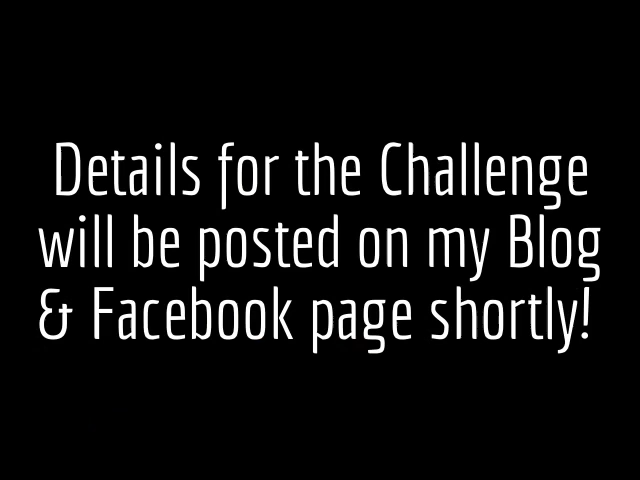 Details for the Challenge
will be posted on my Blog
& Facebook page shortly!